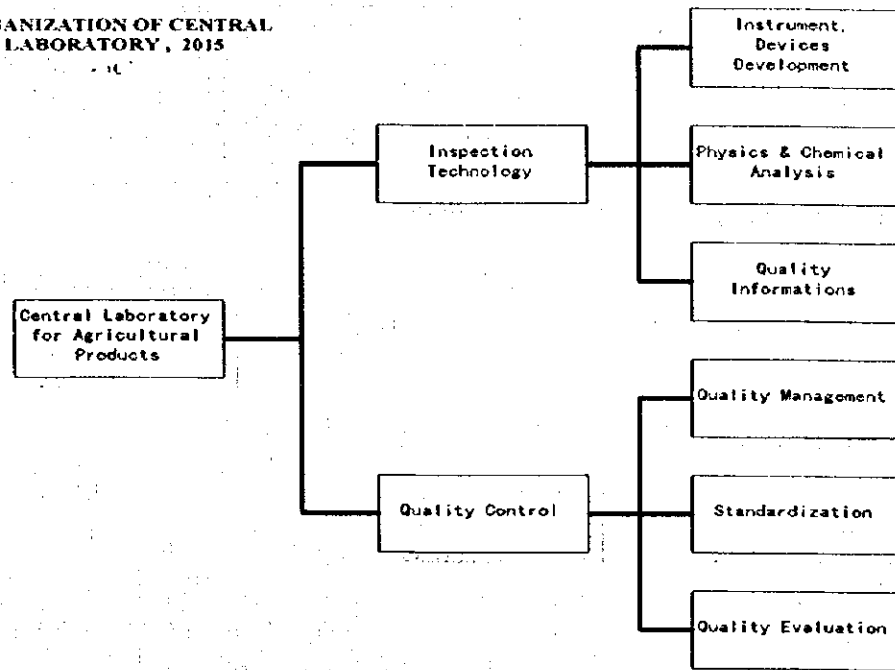 ANIZATION OF CENTRAL
LABORATORY, 2015
Instrument,
Devices
Development
Inspection
Technology
Physics & Chemical
Analysis
Quality
Informations
Central Laboratory
for Agricultural
Products
Quality Management
Quality Control
Standardization
Quality Evaluation